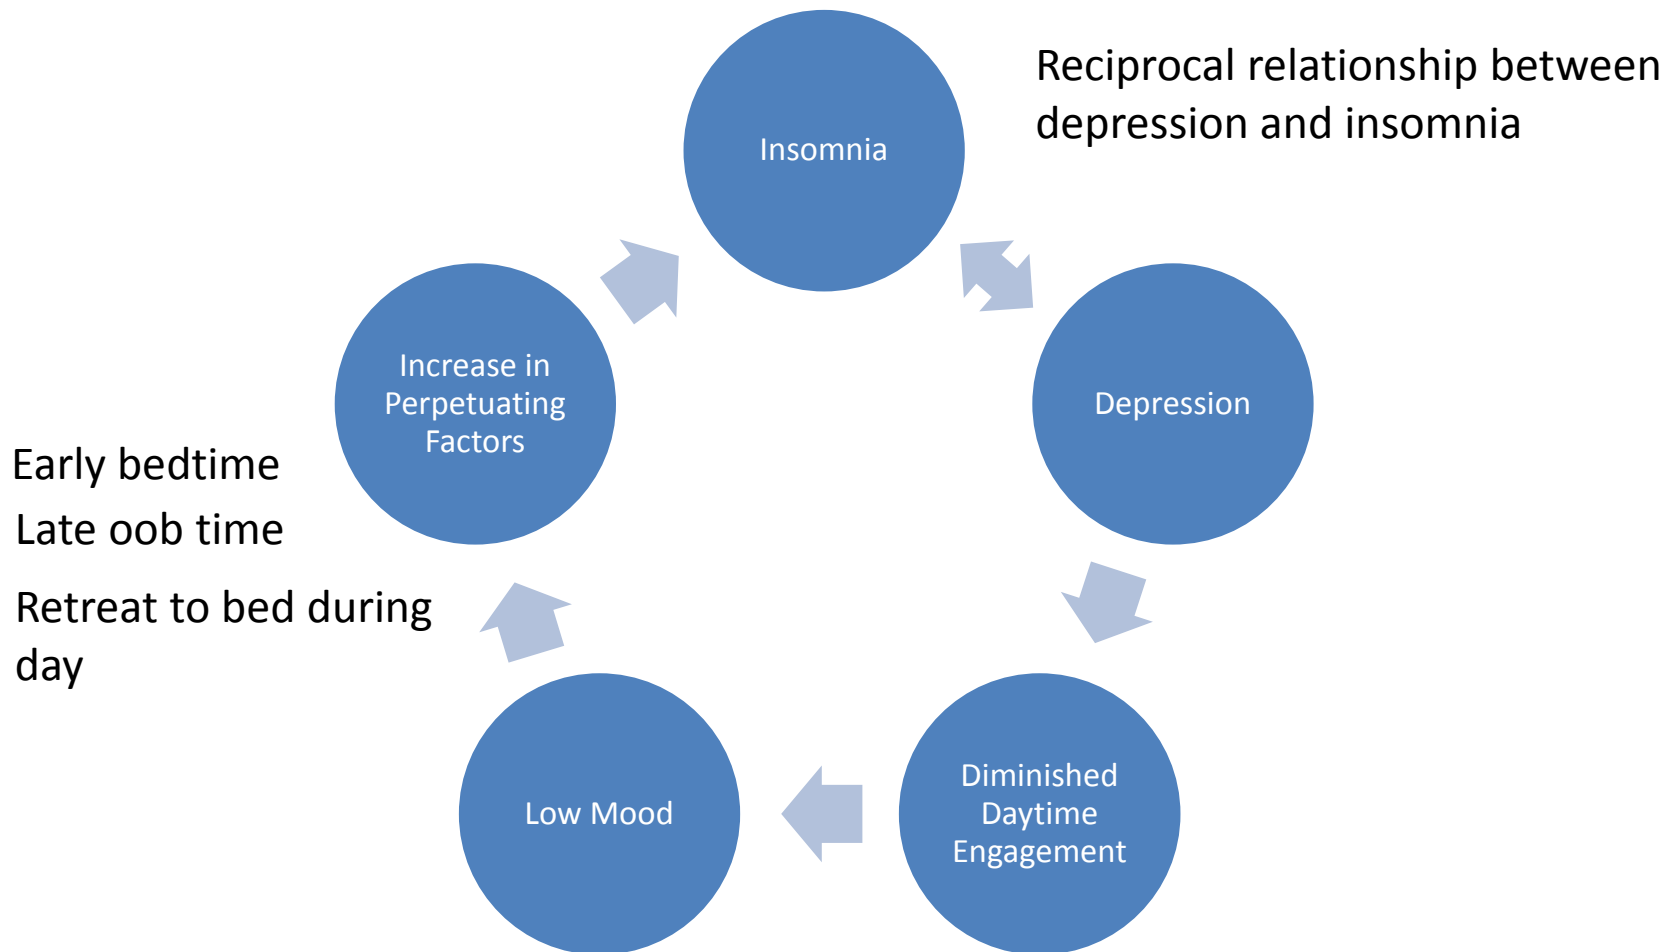 Insomnia
Reciprocal relationship between
depression and insomnia
Depression
Diminished
Daytime
Engagement
Low Mood
Increase in
Perpetuating
Factors
Early bedtime
Late oob time
Retreat to bed during
day